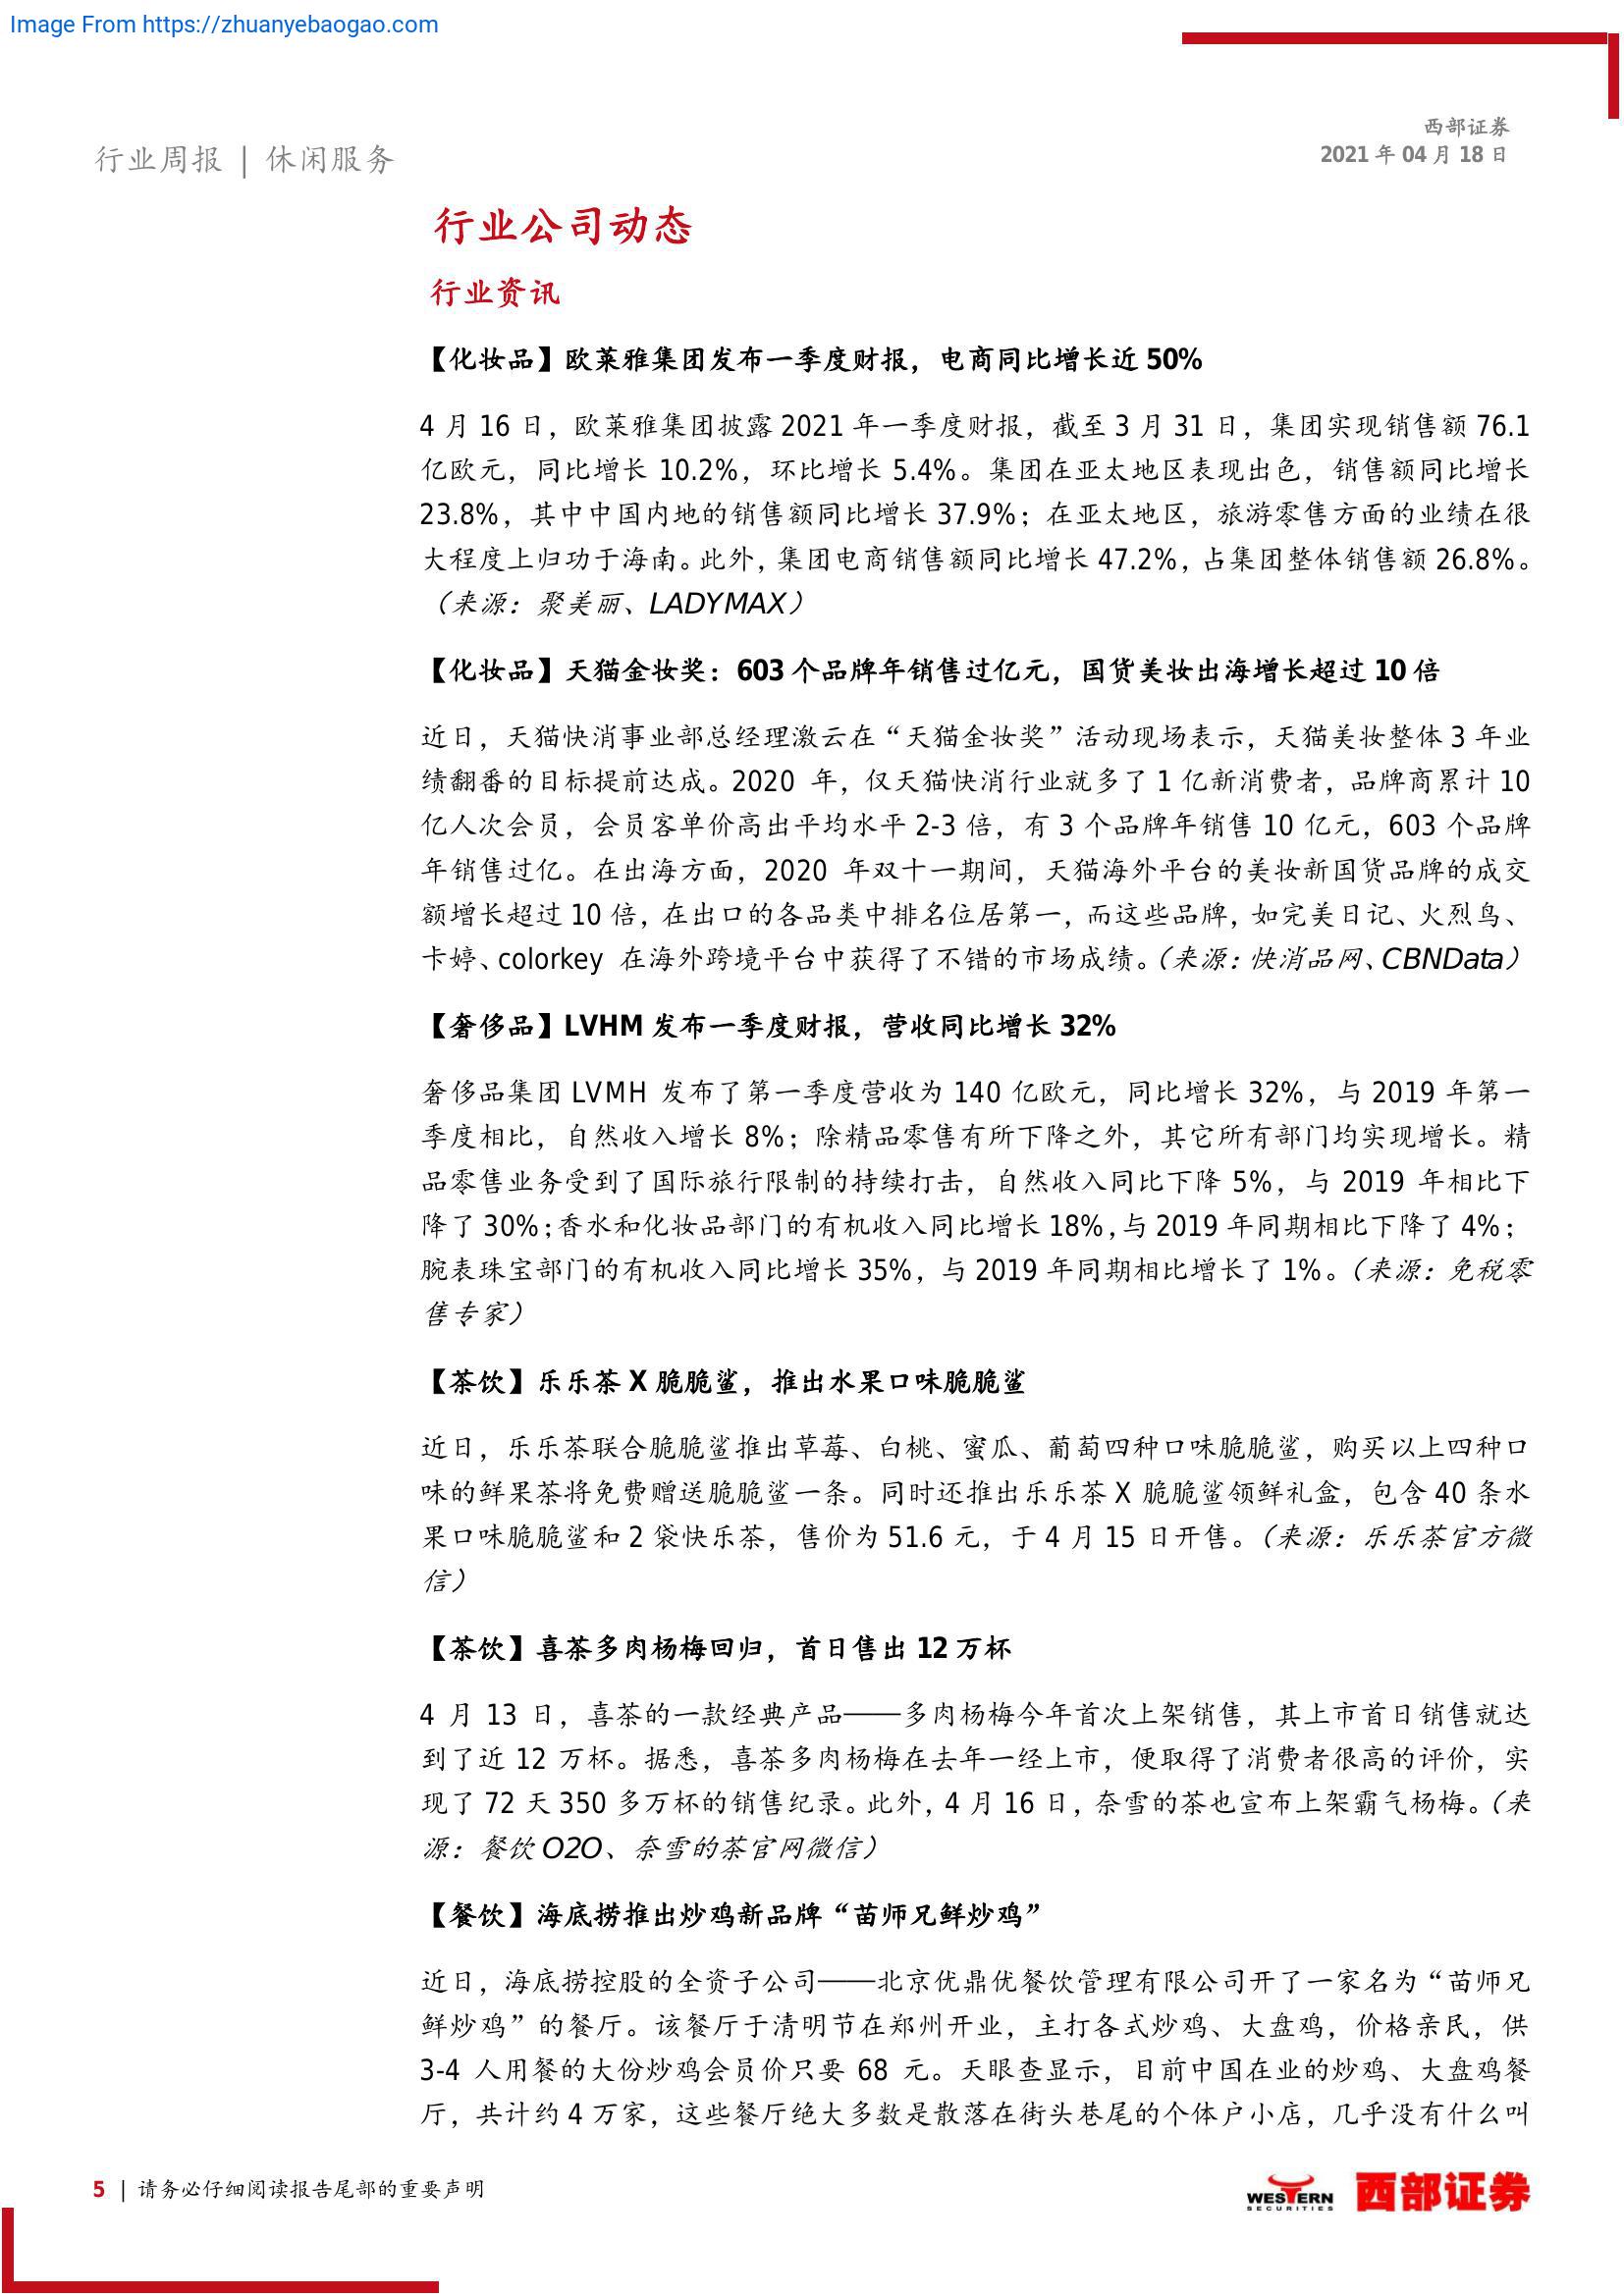 Image From https://zhuanyebaogao.com
西部证券
2021 年 04 月 18 日
行业周报 | 休闲服务
行业公司动态
行业资讯
【化妆品】欧莱雅集团发布一季度财报，电商同比增长近 50%
4 月 16 日，欧莱雅集团披露 2021 年一季度财报，截至 3 月 31 日，集团实现销售额 76.1
亿欧元，同比增长 10.2%，环比增长 5.4%。集团在亚太地区表现出色，销售额同比增长
23.8%，其中中国内地的销售额同比增长 37.9%；在亚太地区，旅游零售方面的业绩在很
大程度上归功于海南。此外，集团电商销售额同比增长 47.2%，占集团整体销售额 26.8%。
（来源：聚美丽、LADYMAX）
【化妆品】天猫金妆奖：603 个品牌年销售过亿元，国货美妆出海增长超过 10 倍
近日，天猫快消事业部总经理激云在“天猫金妆奖”活动现场表示，天猫美妆整体 3 年业
绩翻番的目标提前达成。2020 年，仅天猫快消行业就多了 1 亿新消费者，品牌商累计 10
亿人次会员，会员客单价高出平均水平 2-3 倍，有 3 个品牌年销售 10 亿元，603 个品牌
年销售过亿。在出海方面，2020 年双十一期间，天猫海外平台的美妆新国货品牌的成交
额增长超过 10 倍，在出口的各品类中排名位居第一，而这些品牌，如完美日记、火烈鸟、
卡婷、colorkey 在海外跨境平台中获得了不错的市场成绩。（来源：快消品网、CBNData）
【奢侈品】LVHM 发布一季度财报，营收同比增长 32%
奢侈品集团 LVMH 发布了第一季度营收为 140 亿欧元，同比增长 32%，与 2019 年第一
季度相比，自然收入增长 8%；除精品零售有所下降之外，其它所有部门均实现增长。精
品零售业务受到了国际旅行限制的持续打击，自然收入同比下降 5%，与 2019 年相比下
降了 30%；香水和化妆品部门的有机收入同比增长 18%，与 2019 年同期相比下降了 4%；
腕表珠宝部门的有机收入同比增长 35%，与 2019 年同期相比增长了 1%。（来源：免税零
售专家）
【茶饮】乐乐茶 X 脆脆鲨，推出水果口味脆脆鲨
近日，乐乐茶联合脆脆鲨推出草莓、白桃、蜜瓜、葡萄四种口味脆脆鲨，购买以上四种口
味的鲜果茶将免费赠送脆脆鲨一条。同时还推出乐乐茶 X 脆脆鲨领鲜礼盒，包含 40 条水
果口味脆脆鲨和 2 袋快乐茶，售价为 51.6 元，于 4 月 15 日开售。（来源：乐乐茶官方微
信）
【茶饮】喜茶多肉杨梅回归，首日售出 12 万杯
4 月 13 日，喜茶的一款经典产品——多肉杨梅今年首次上架销售，其上市首日销售就达
到了近 12 万杯。据悉，喜茶多肉杨梅在去年一经上市，便取得了消费者很高的评价，实
现了 72 天 350 多万杯的销售纪录。此外，4 月 16 日，奈雪的茶也宣布上架霸气杨梅。（来
源：餐饮 O2O、奈雪的茶官网微信）
【餐饮】海底捞推出炒鸡新品牌“苗师兄鲜炒鸡”
近日，海底捞控股的全资子公司——北京优鼎优餐饮管理有限公司开了一家名为“苗师兄
鲜炒鸡”的餐厅。该餐厅于清明节在郑州开业，主打各式炒鸡、大盘鸡，价格亲民，供
3-4 人用餐的大份炒鸡会员价只要 68 元。天眼查显示，目前中国在业的炒鸡、大盘鸡餐
厅，共计约 4 万家，这些餐厅绝大多数是散落在街头巷尾的个体户小店，几乎没有什么叫
5 | 请务必仔细阅读报告尾部的重要声明
WESTERN
SECURITIES
西部证券